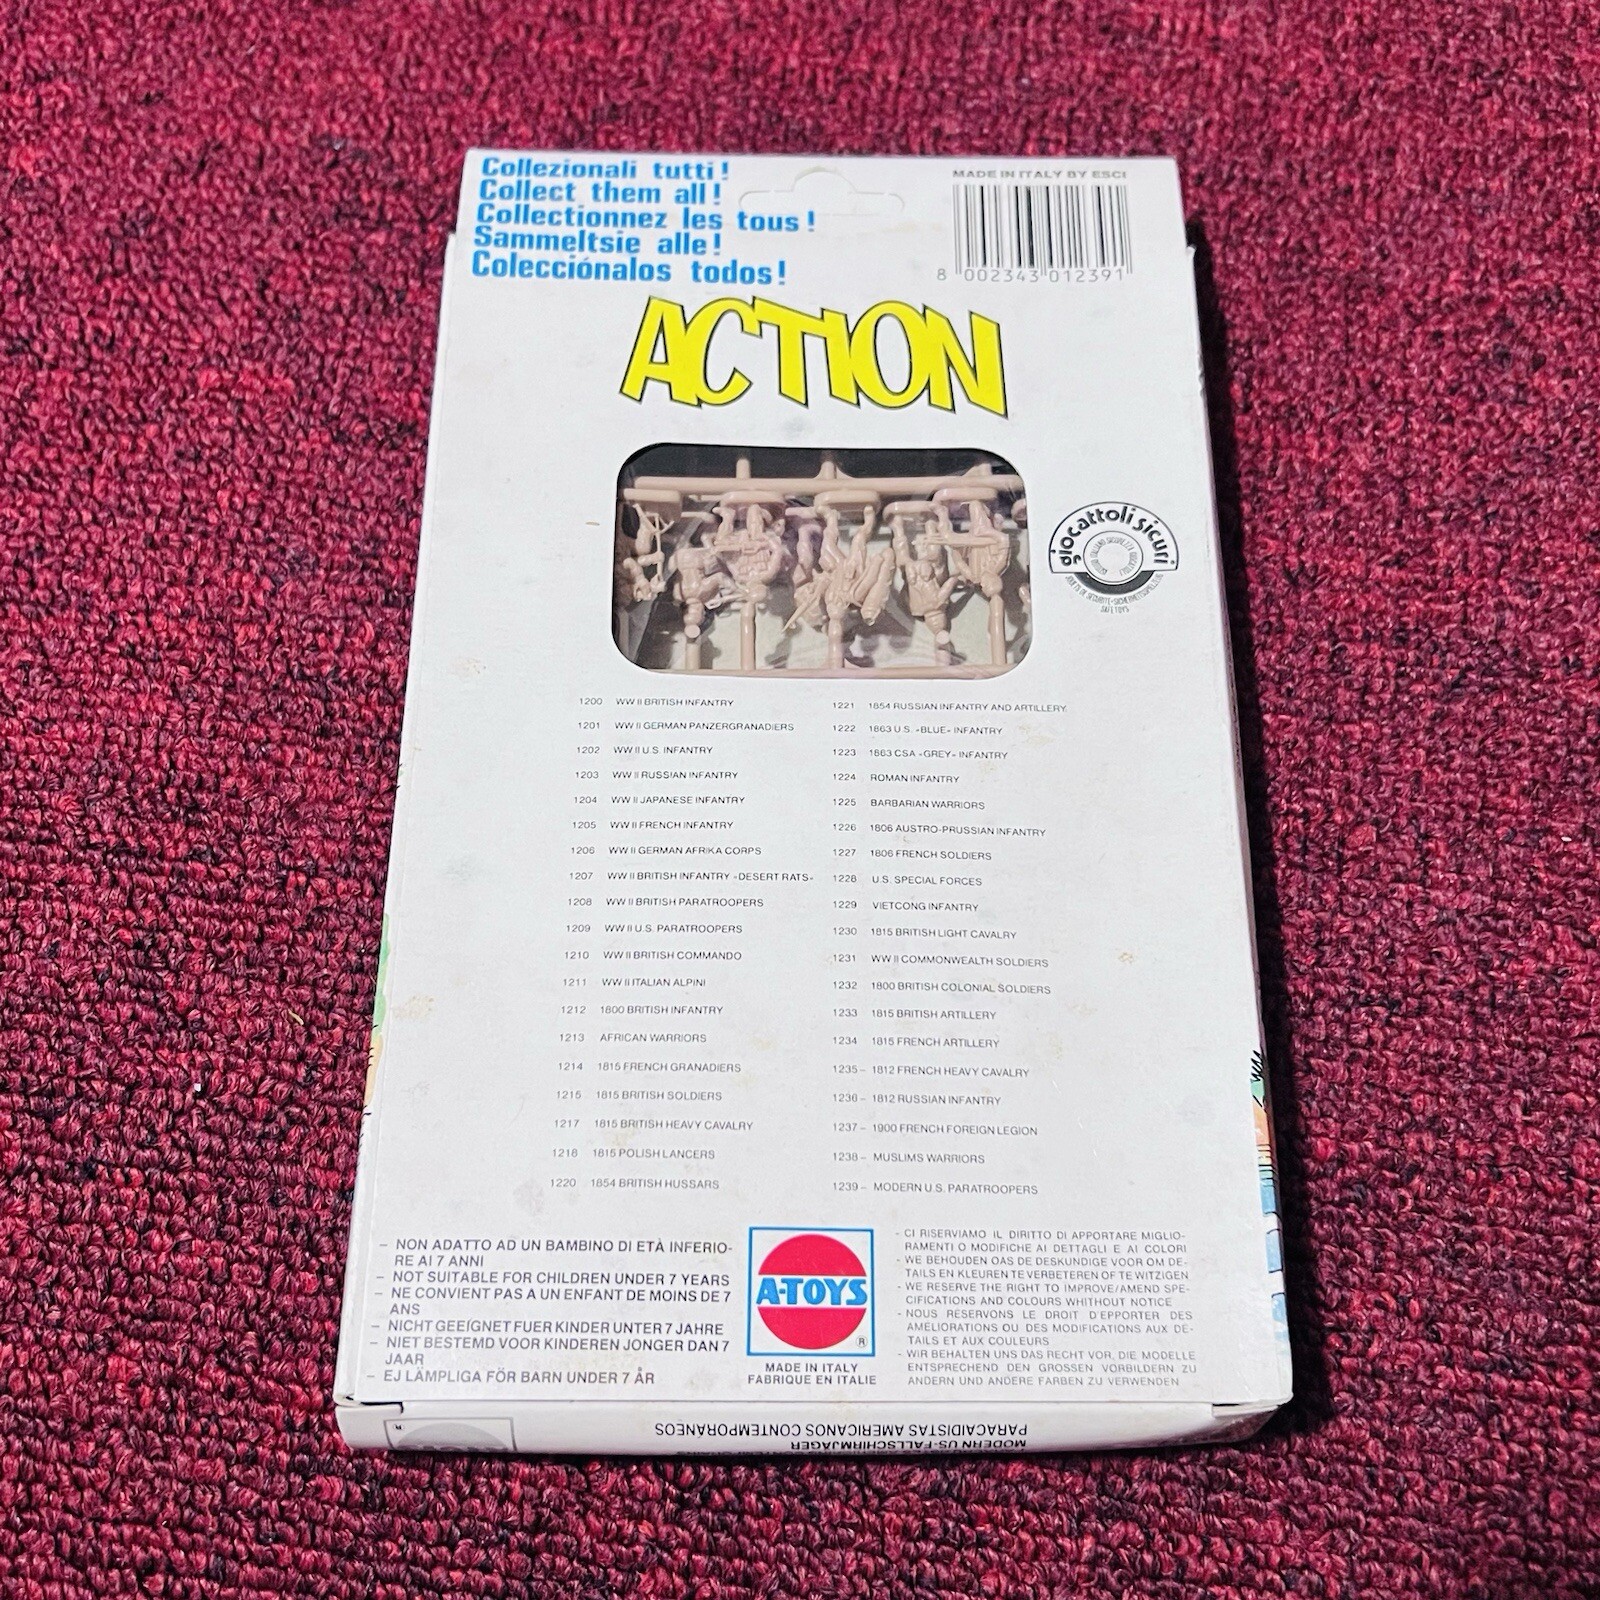 Collezionali tutti!
Collect them all!
Collectionnez les tous!
Sammeltsie alle!
Colecciónalos todos!
MADE IN ITALY BY ESCI
8 002343 012391
ACTION
giocattoli sicuri
SAFE TOYS
1200 WW II BRITISH INFANTRY
1201 WW II GERMAN PANZERGRANADIERS
1202 WW II U.S. INFANTRY
1203 WW II RUSSIAN INFANTRY
1204 WW II JAPANESE INFANTRY
1205 WW II FRENCH INFANTRY
1206 WW II GERMAN AFRIKA CORPS
1207 WW II BRITISH INFANTRY «DESERT RATS»
1208 WW II BRITISH PARATROOPERS
1209 WW II U.S. PARATROOPERS
1210 WW II BRITISH COMMANDO
1211 WW II ITALIAN ALPINI
1212 1800 BRITISH INFANTRY
1213 AFRICAN WARRIORS
1214 1815 FRENCH GRANADIERS
1215 1815 BRITISH SOLDIERS
1217 1815 BRITISH HEAVY CAVALRY
1218 1815 POLISH LANCERS
1220 1854 BRITISH HUSSARS
1221 1854 RUSSIAN INFANTRY AND ARTILLERY
1222 1863 U.S. «BLUE» INFANTRY
1223 1863 CSA «GREY» INFANTRY
1224 ROMAN INFANTRY
1225 BARBARIAN WARRIORS
1226 1806 AUSTRO-PRUSSIAN INFANTRY
1227 1806 FRENCH SOLDIERS
1228 U.S. SPECIAL FORCES
1229 VIETCONG INFANTRY
1230 1815 BRITISH LIGHT CAVALRY
1231 WW II COMMONWEALTH SOLDIERS
1232 1800 BRITISH COLONIAL SOLDIERS
1233 1815 BRITISH ARTILLERY
1234 1815 FRENCH ARTILLERY
1235 – 1812 FRENCH HEAVY CAVALRY
1236 – 1812 RUSSIAN INFANTRY
1237 – 1900 FRENCH FOREIGN LEGION
1238 – MUSLIMS WARRIORS
1239 – MODERN U.S. PARATROOPERS
– NON ADATTO AD UN BAMBINO DI ETÀ INFERIO-
RE AI 7 ANNI
– NOT SUITABLE FOR CHILDREN UNDER 7 YEARS
– NE CONVIENT PAS A UN ENFANT DE MOINS DE 7
ANS
– NICHT GEEIGNET FUER KINDER UNTER 7 JAHRE
– NIET BESTEMD VOOR KINDEREN JONGER DAN 7
JAAR
– EJ LÄMPLIGA FÖR BARN UNDER 7 ÅR
A-TOYS
®
MADE IN ITALY
FABRIQUE EN ITALIE
- CI RISERVIAMO IL DIRITTO DI APPORTARE MIGLIO-
RAMENTI O MODIFICHE AI DETTAGLI E AI COLORI
- WE BEHOUDEN OAS DE DESKUNDIGE VOOR OM DE-
TAILS EN KLEUREN TE VERBETEREN OF TE WITZIGEN
- WE RESERVE THE RIGHT TO IMPROVE/AMEND SPE-
CIFICATIONS AND COLOURS WHITHOUT NOTICE
- NOUS RESERVONS LE DROIT D'EPPORTER DES
AMELIORATIONS OU DES MODIFICATIONS AUX DE-
TAILS ET AUX COULEURS
- WIR BEHALTEN UNS DAS RECHT VOR, DIE MODELLE
ENTSPRECHEND DEN GROSSEN VORBILDERN ZU
ANDERN UND ANDERE FARBEN ZU VERWENDEN
PARACAIDISTAS AMERICANOS CONTEMPORANEOS
MODERN US-FALLSCHIRMJÄGER